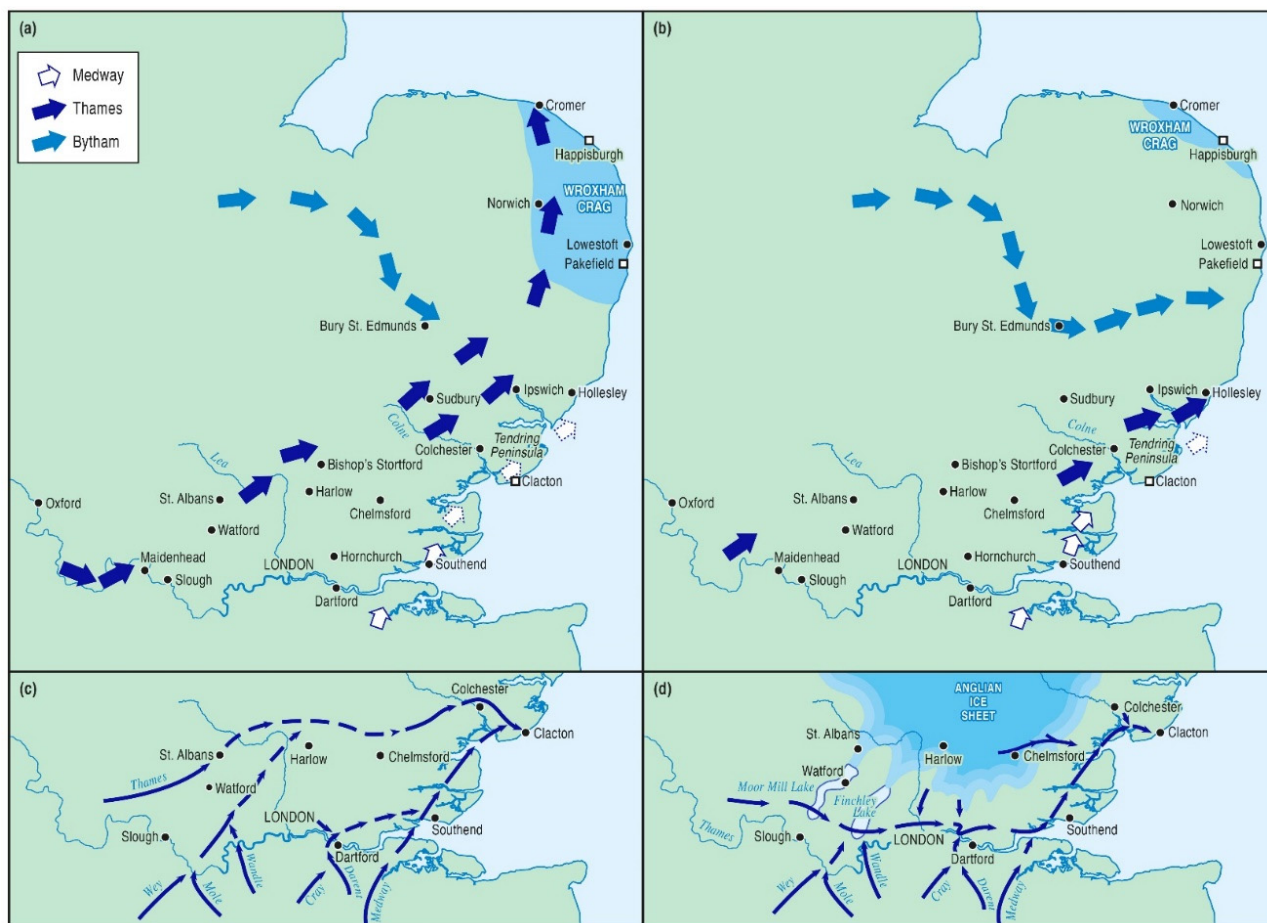 (a)
Medway
Thames
Bytham
Cromer
Happisburgh
WROXHAM
CRAG
Norwich
Lowestoft
Pakefield
Bury St. Edmunds
Ipswich
Hollesley
Sudbury
Colne
Colchester
Tendring
Peninsula
Clacton
Lea
Bishop's Stortford
Harlow
Chelmsford
St. Albans
Watford
Oxford
Maidenhead
Slough
LONDON
Hornchurch
Southend
Dartford
(b)
Cromer
WROXHAM
CRAG
Happisburgh
Norwich
Lowestoft
Pakefield
Bury St. Edmunds
Ipswich
Hollesley
Sudbury
Colne
Colchester
Tendring
Peninsula
Clacton
Lea
Bishop's Stortford
Harlow
Chelmsford
St. Albans
Watford
Oxford
Maidenhead
Slough
LONDON
Hornchurch
Southend
Dartford
(c)
Colchester
Clacton
St. Albans
Harlow
Chelmsford
Thames
Watford
Slough
LONDON
Southend
Dartford
Wey
Mole
Wandle
Cray
Darent
Medway
(d)
ANGLIAN
ICE
SHEET
Colchester
Clacton
St. Albans
Harlow
Chelmsford
Watford
Moor Mill Lake
Finchley
Lake
Thames
Slough
LONDON
Southend
Dartford
Wey
Mole
Wandle
Cray
Darent
Medway